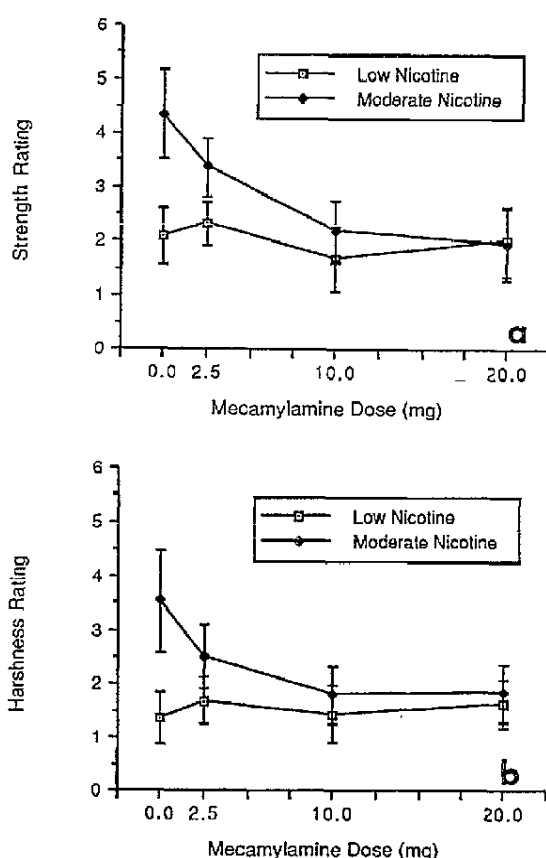 6
5
4
3
2
1
0
Strength Rating
Low Nicotine
Moderate Nicotine
a
0.0 2.5 10.0 20.0
Mecamylamine Dose (mg)
6
5
4
3
2
1
0
Harshness Rating
Low Nicotine
Moderate Nicotine
b
0.0 2.5 10.0 20.0
Mecamylamine Dose (mg)